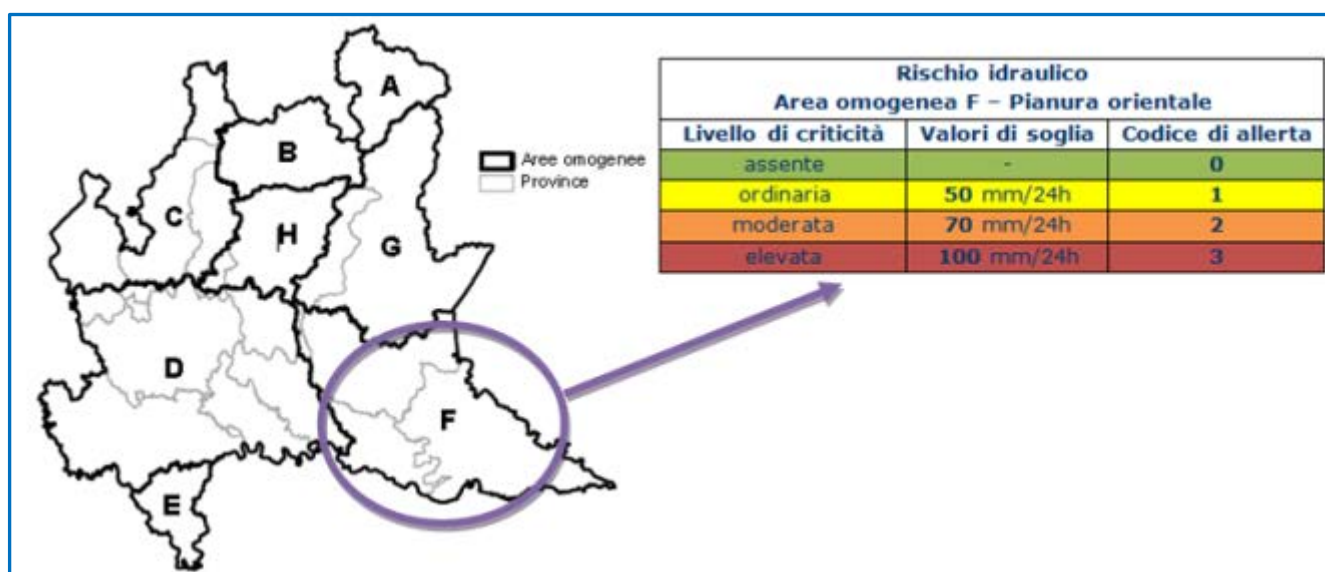 A
B
C
H
G
D
F
E
Aree omogenee
Province
Rischio idraulico
Area omogenea F – Pianura orientale
Livello di criticità Valori di soglia Codice di allerta
assente - 0
ordinaria 50 mm/24h 1
moderata 70 mm/24h 2
elevata 100 mm/24h 3